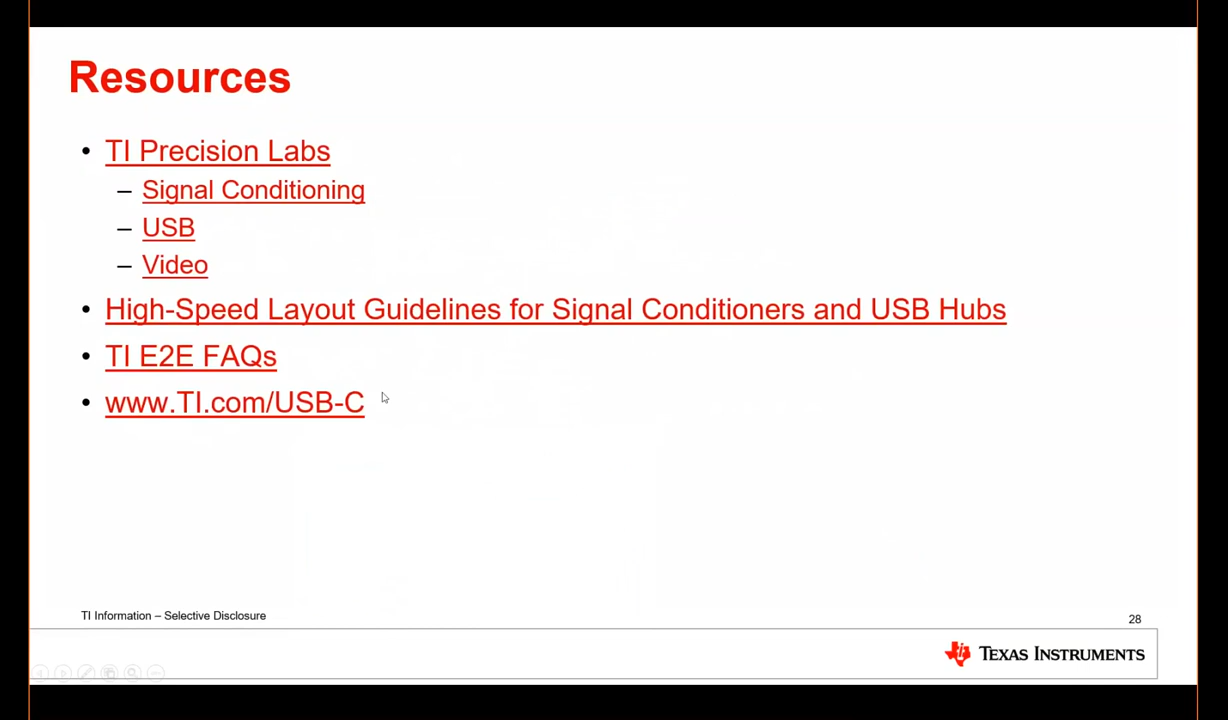 Resources
• TI Precision Labs
– Signal Conditioning
– USB
– Video
• High-Speed Layout Guidelines for Signal Conditioners and USB Hubs
• TI E2E FAQs
• www.TI.com/USB-C
TI Information – Selective Disclosure
28
TEXAS INSTRUMENTS